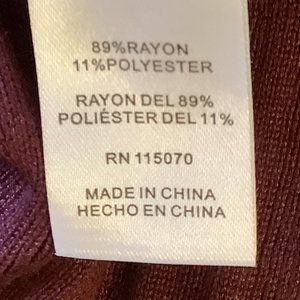 89%RAYON
11%POLYESTER
RAYON DEL 89%
POLIÉSTER DEL 11%
RN 115070
MADE IN CHINA
HECHO EN CHINA